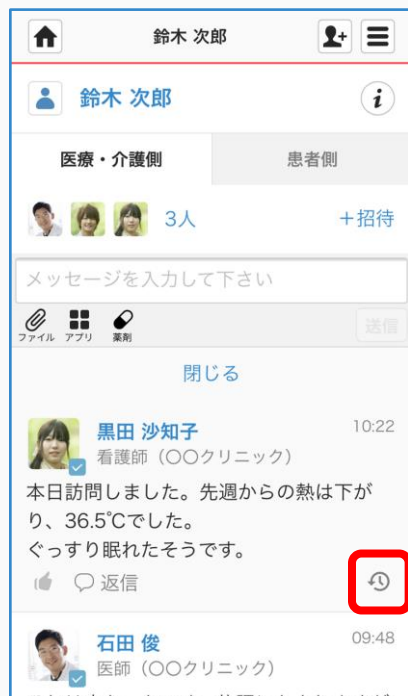 鈴木 次郎
鈴木 次郎
i
医療・介護側 患者側
3人 +招待
メッセージを入力して下さい
ファイル アプリ 薬剤 送信
閉じる
黒田 沙知子 10:22
看護師（〇〇クリニック）
本日訪問しました。先週からの熱は下が
り、36.5℃でした。
ぐっすり眠れたそうです。
返信
石田 俊 09:48
医師（〇〇クリニック）